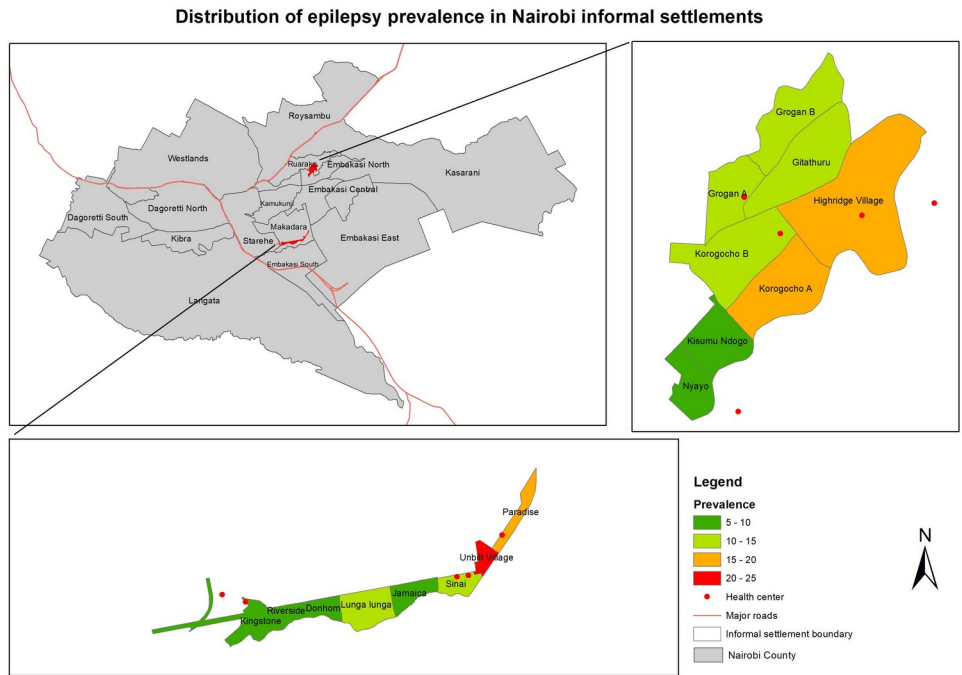 Distribution of epilepsy prevalence in Nairobi informal settlements
Roysambu
Westlands
Ruaraka
Embakasi North
Kasarani
Embakasi Central
Dagoretti North
Kamukunji
Dagoretti South
Makadara
Kibra
Starehe
Embakasi East
Embakasi South
Langata
Grogan B
Gitathuru
Grogan A
Highridge Village
Korogocho B
Korogocho A
Kisumu Ndogo
Nyayo
Paradise
Unbilt Village
Sinai
Jamaica
Lunga lunga
Donhom
Riverside
Kingstone
Legend
Prevalence
5 - 10
10 - 15
15 - 20
20 - 25
Health center
Major roads
Informal settlement boundary
Nairobi County
N